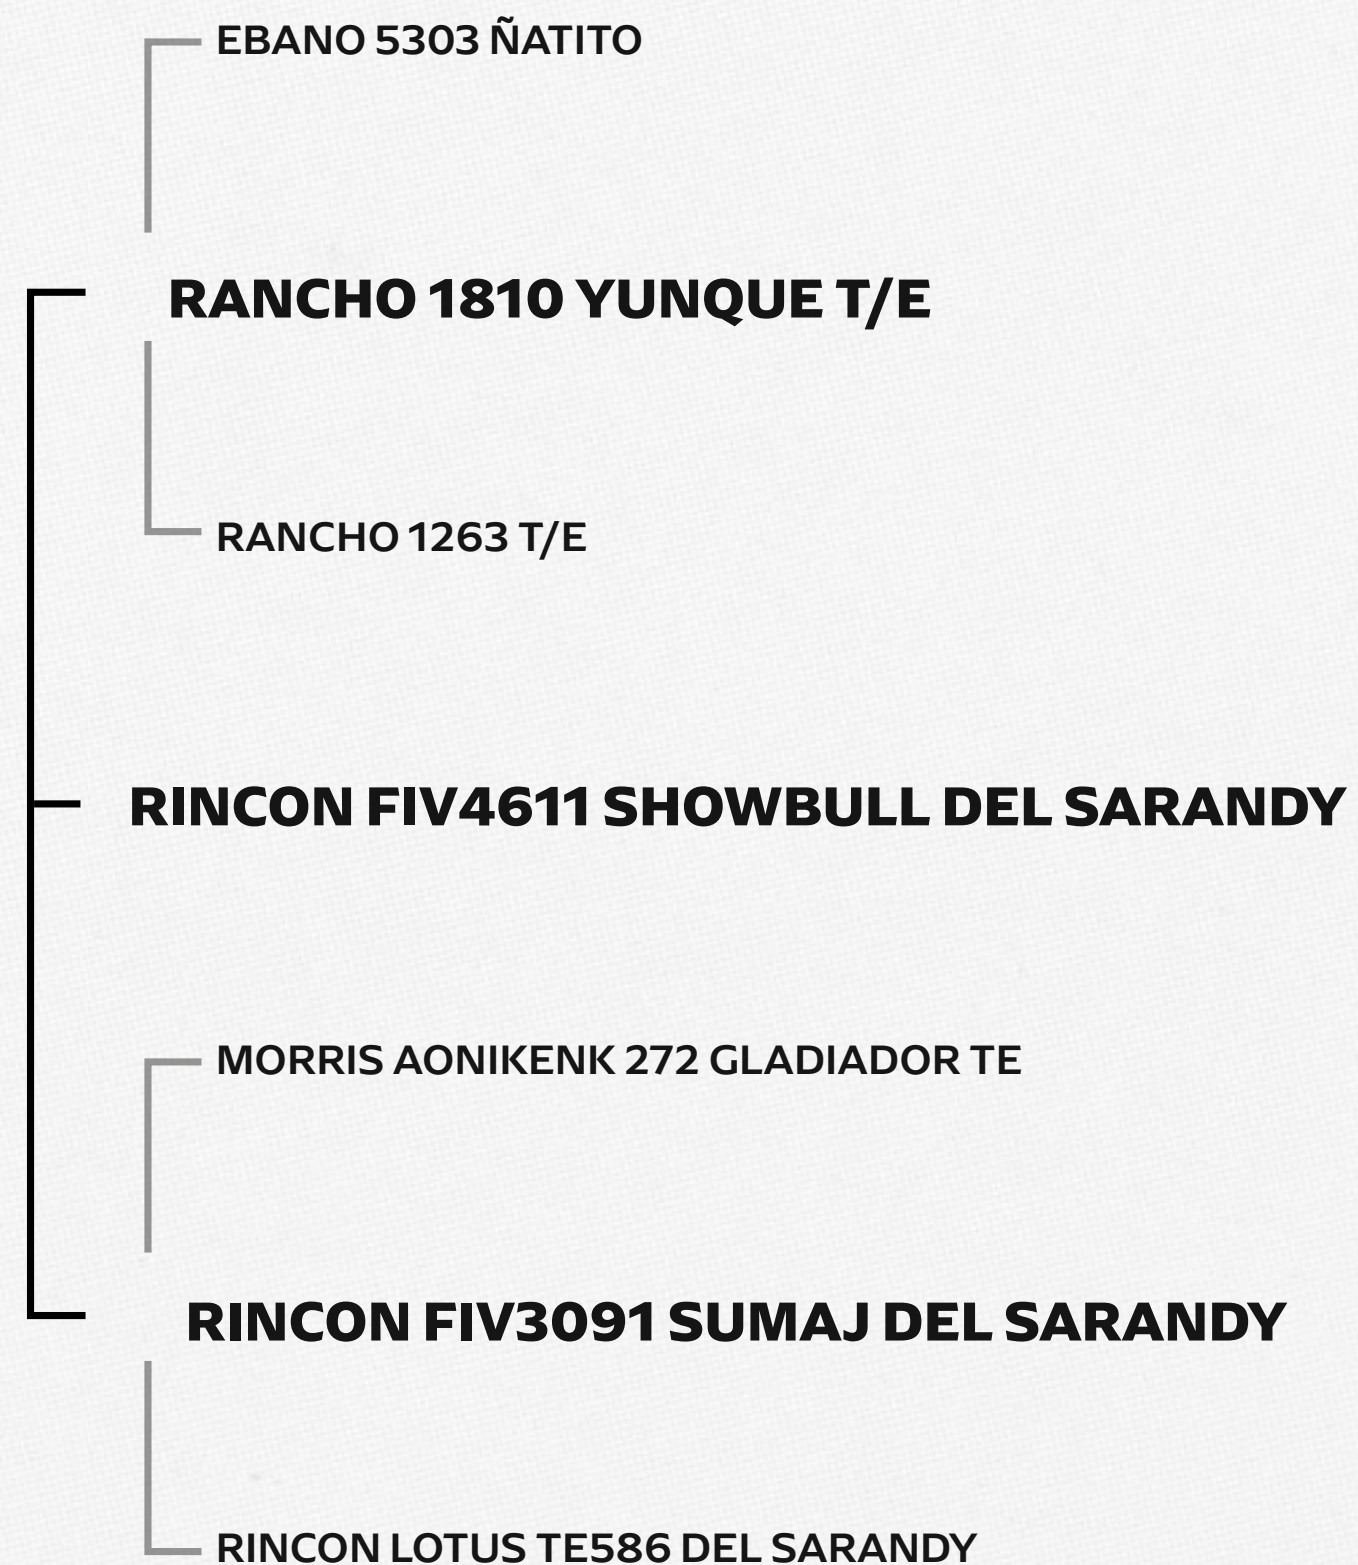 EBANO 5303 ÑATITO
RANCHO 1810 YUNQUE T/E
RANCHO 1263 T/E
RINCON FIV4611 SHOWBULL DEL SARANDY
MORRIS AONIKENK 272 GLADIADOR TE
RINCON FIV3091 SUMAJ DEL SARANDY
RINCON LOTUS TE586 DEL SARANDY